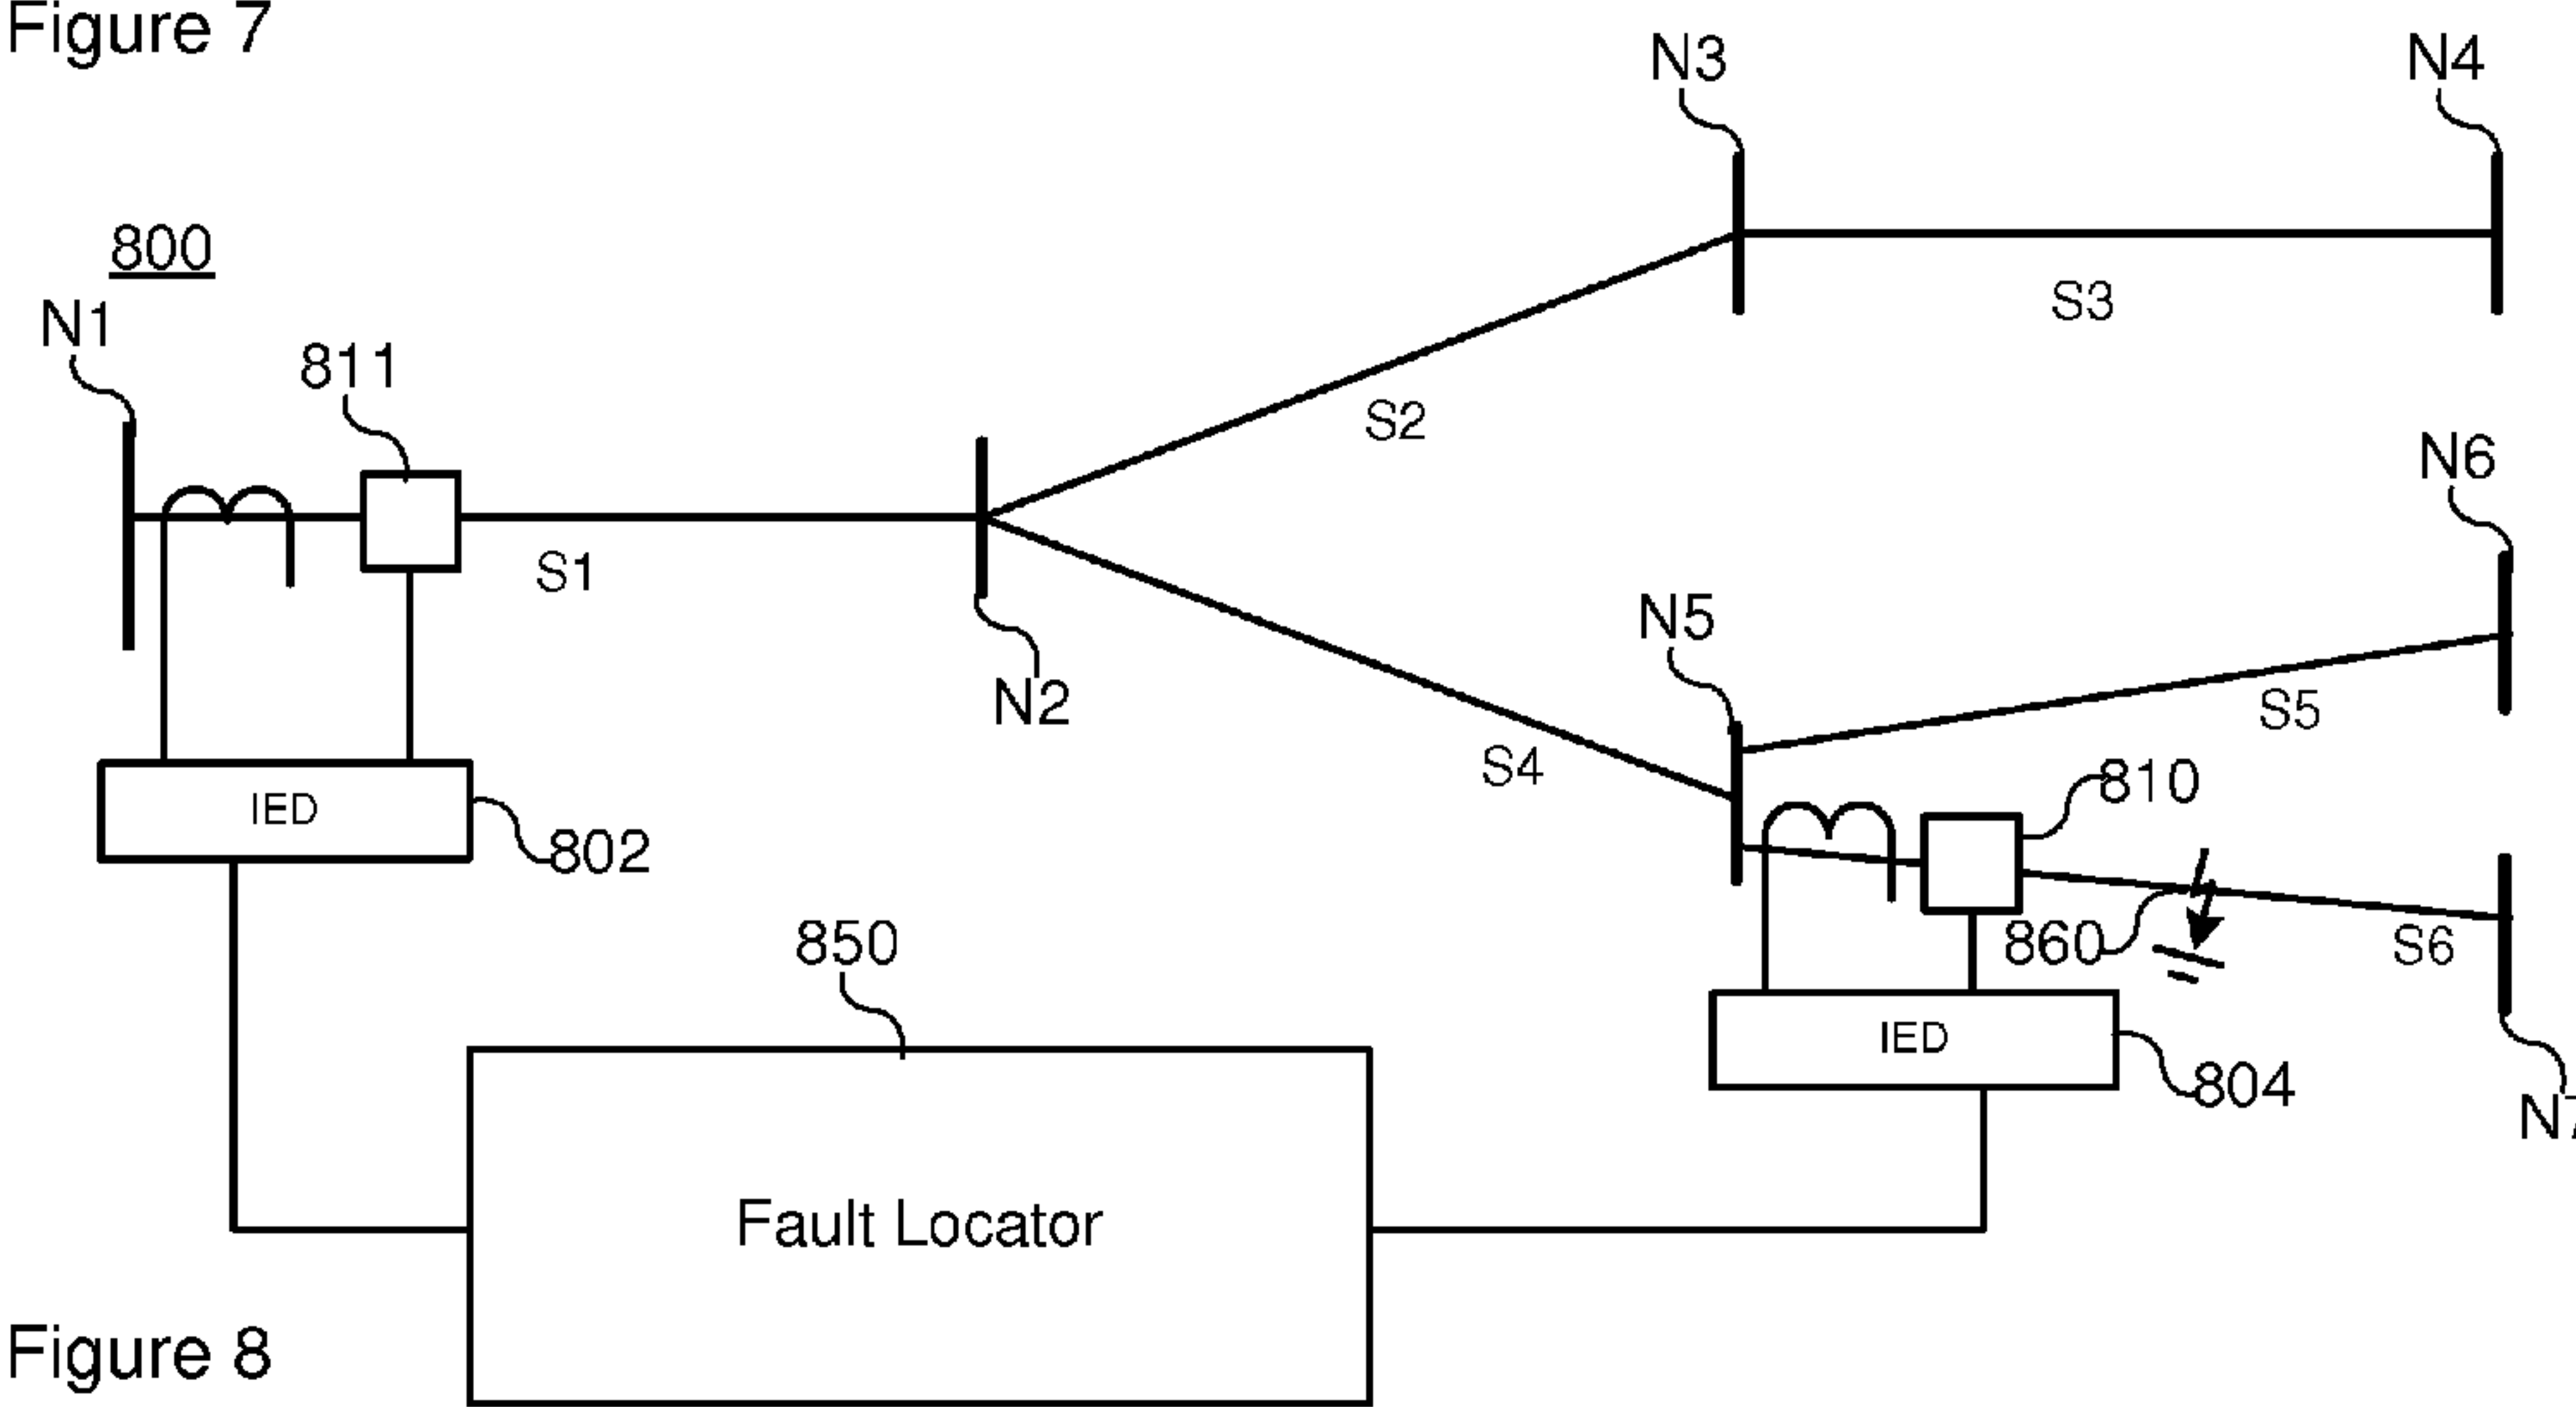 Figure 7
N3
N4
800
N1
811
S3
S2
N6
S1
N5
N2
S5
S4
810
IED
802
860
S6
850
IED
804
Fault Locator
Figure 8